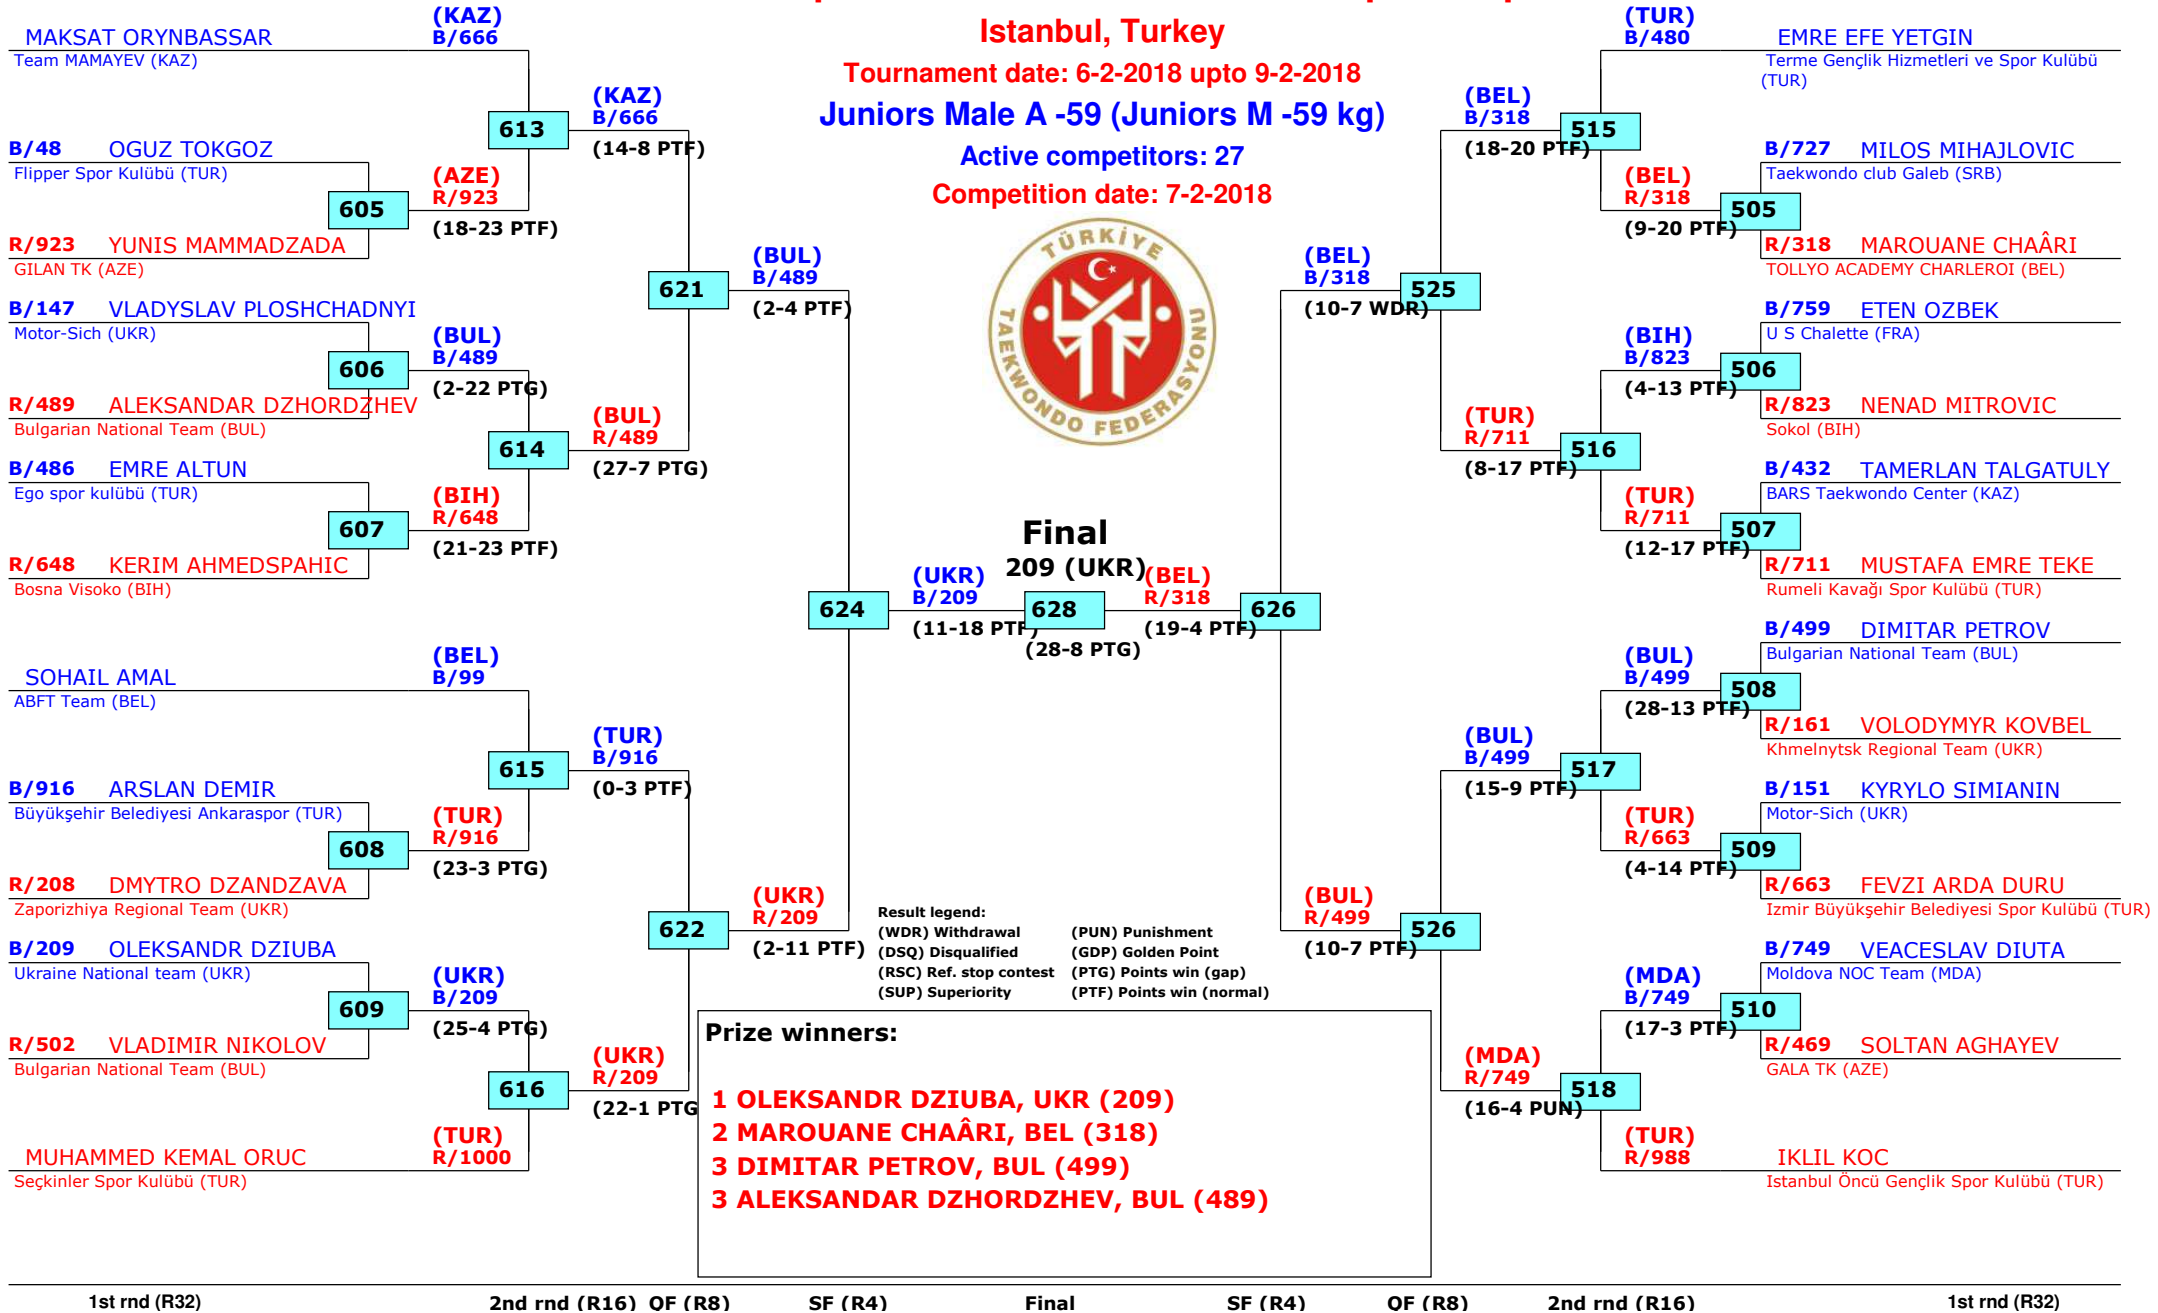 Istanbul, Turkey
Tournament date: 6-2-2018 upto 9-2-2018
Juniors Male A -59 (Juniors M -59 kg)
Active competitors: 27
Competition date: 7-2-2018
TÜRKİYE TAEKWONDO FEDERASYONU
MAKSAT ORYNBASSAR
Team MAMAYEV (KAZ)
B/48 OGUZ TOKGOZ
Flipper Spor Kulübü (TUR)
605
R/923 YUNIS MAMMADZADA
GILAN TK (AZE)
B/147 VLADYSLAV PLOSHCHADNYI
Motor-Sich (UKR)
606
R/489 ALEKSANDAR DZHORDZHEV
Bulgarian National Team (BUL)
B/486 EMRE ALTUN
Ego spor kulübü (TUR)
607
R/648 KERIM AHMEDSPAHIC
Bosna Visoko (BIH)
SOHAIL AMAL
ABFT Team (BEL)
B/916 ARSLAN DEMIR
Büyükşehir Belediyesi Ankaraspor (TUR)
608
R/208 DMYTRO DZANDZAVA
Zaporizhiya Regional Team (UKR)
B/209 OLEKSANDR DZIUBA
Ukraine National team (UKR)
609
R/502 VLADIMIR NIKOLOV
Bulgarian National Team (BUL)
MUHAMMED KEMAL ORUC
Seçkinler Spor Kulübü (TUR)
(KAZ)
B/666
613
(AZE)
R/923
(18-23 PTF)
(BUL)
B/489
(2-22 PTG)
614
(BIH)
R/648
(21-23 PTF)
(BEL)
B/99
615
(TUR)
R/916
(23-3 PTG)
(UKR)
B/209
(25-4 PTG)
616
(TUR)
R/1000
(KAZ)
B/666
(14-8 PTF)
621
(BUL)
R/489
(27-7 PTG)
(TUR)
B/916
(0-3 PTF)
622
(UKR)
R/209
(22-1 PTG
(BUL)
B/489
(2-4 PTF)
624
(UKR)
R/209
(2-11 PTF)
(UKR)
B/209
(11-18 PTF)
Final
209 (UKR)
628
(28-8 PTG)
(BEL)
R/318
(19-4 PTF)
626
(BEL)
B/318
(10-7 WDR)
525
(BUL)
R/499
(10-7 PTF)
526
(BEL)
B/318
(18-20 PTF)
515
(TUR)
R/711
(8-17 PTF)
516
(BUL)
B/499
(15-9 PTF)
517
(MDA)
R/749
(16-4 PUN)
518
(TUR)
B/480
(BEL)
R/318
(9-20 PTF)
505
(BIH)
B/823
(4-13 PTF)
506
(TUR)
R/711
(12-17 PTF)
507
(BUL)
B/499
(28-13 PTF)
508
(TUR)
R/663
(4-14 PTF)
509
(MDA)
B/749
(17-3 PTF)
510
(TUR)
R/988
EMRE EFE YETGIN
Terme Gençlik Hizmetleri ve Spor Kulübü
(TUR)
B/727 MILOS MIHAJLOVIC
Taekwondo club Galeb (SRB)
R/318 MAROUANE CHAÂRI
TOLLYO ACADEMY CHARLEROI (BEL)
B/759 ETEN OZBEK
U S Chalette (FRA)
R/823 NENAD MITROVIC
Sokol (BIH)
B/432 TAMERLAN TALGATULY
BARS Taekwondo Center (KAZ)
R/711 MUSTAFA EMRE TEKE
Rumeli Kavağı Spor Kulübü (TUR)
B/499 DIMITAR PETROV
Bulgarian National Team (BUL)
R/161 VOLODYMYR KOVBEL
Khmelnytsk Regional Team (UKR)
B/151 KYRYLO SIMIANIN
Motor-Sich (UKR)
R/663 FEVZI ARDA DURU
Izmir Büyükşehir Belediyesi Spor Kulübü (TUR)
B/749 VEACESLAV DIUTA
Moldova NOC Team (MDA)
R/469 SOLTAN AGHAYEV
GALA TK (AZE)
IKLIL KOC
Istanbul Öncü Gençlik Spor Kulübü (TUR)
Result legend:
(WDR) Withdrawal (PUN) Punishment
(DSQ) Disqualified (GDP) Golden Point
(RSC) Ref. stop contest (PTG) Points win (gap)
(SUP) Superiority (PTF) Points win (normal)
Prize winners:
1 OLEKSANDR DZIUBA, UKR (209)
2 MAROUANE CHAÂRI, BEL (318)
3 DIMITAR PETROV, BUL (499)
3 ALEKSANDAR DZHORDZHEV, BUL (489)
1st rnd (R32) 2nd rnd (R16) QF (R8) SF (R4) Final SF (R4) QF (R8) 2nd rnd (R16) 1st rnd (R32)